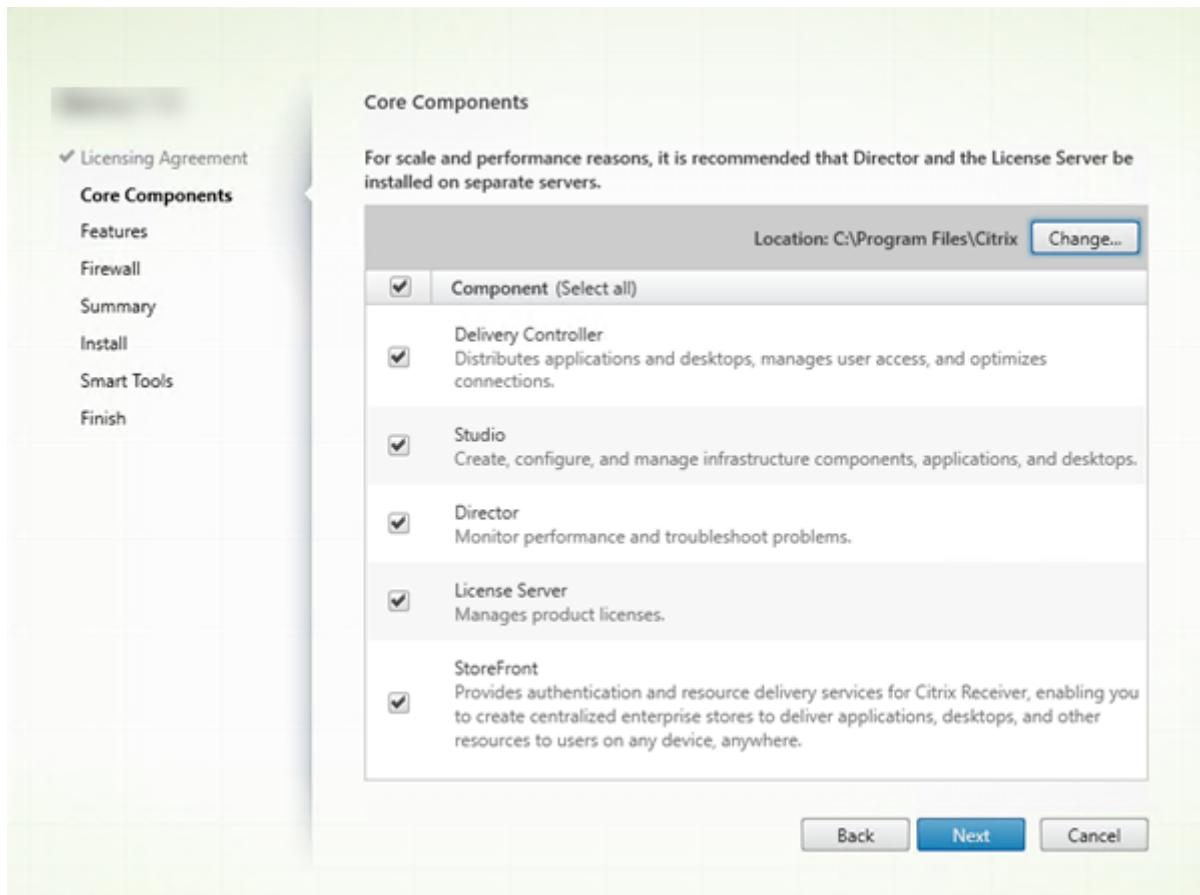 Licensing Agreement
Core Components
Features
Firewall
Summary
Install
Smart Tools
Finish
Core Components
For scale and performance reasons, it is recommended that Director and the License Server be
installed on separate servers.
Location: C:\Program Files\Citrix Change...
Component (Select all)
Delivery Controller
Distributes applications and desktops, manages user access, and optimizes
connections.
Studio
Create, configure, and manage infrastructure components, applications, and desktops.
Director
Monitor performance and troubleshoot problems.
License Server
Manages product licenses.
StoreFront
Provides authentication and resource delivery services for Citrix Receiver, enabling you
to create centralized enterprise stores to deliver applications, desktops, and other
resources to users on any device, anywhere.
Back Next Cancel